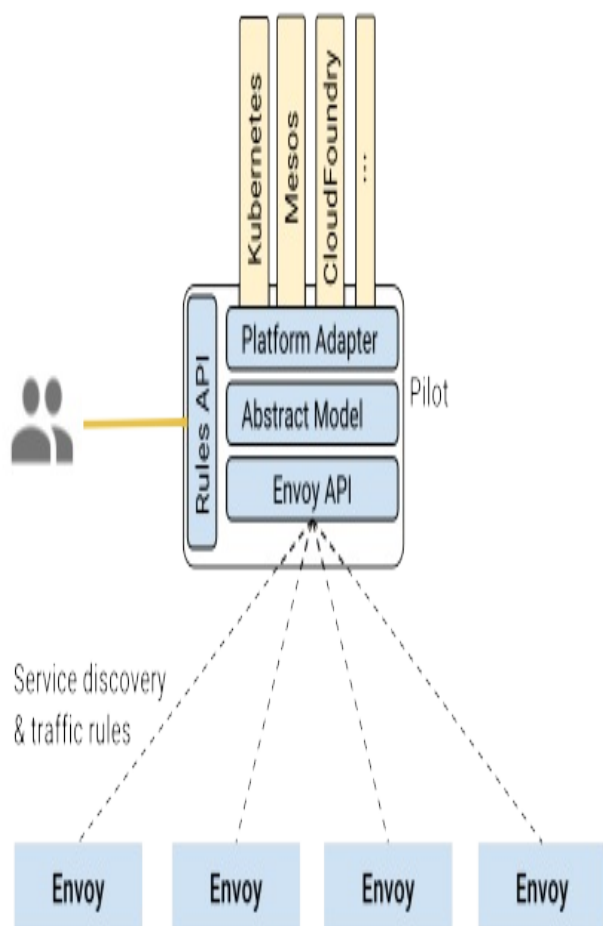 Kubernetes
Mesos
CloudFoundry
...
Rules API
Platform Adapter
Abstract Model
Envoy API
Pilot
Service discovery
& traffic rules
Envoy
Envoy
Envoy
Envoy